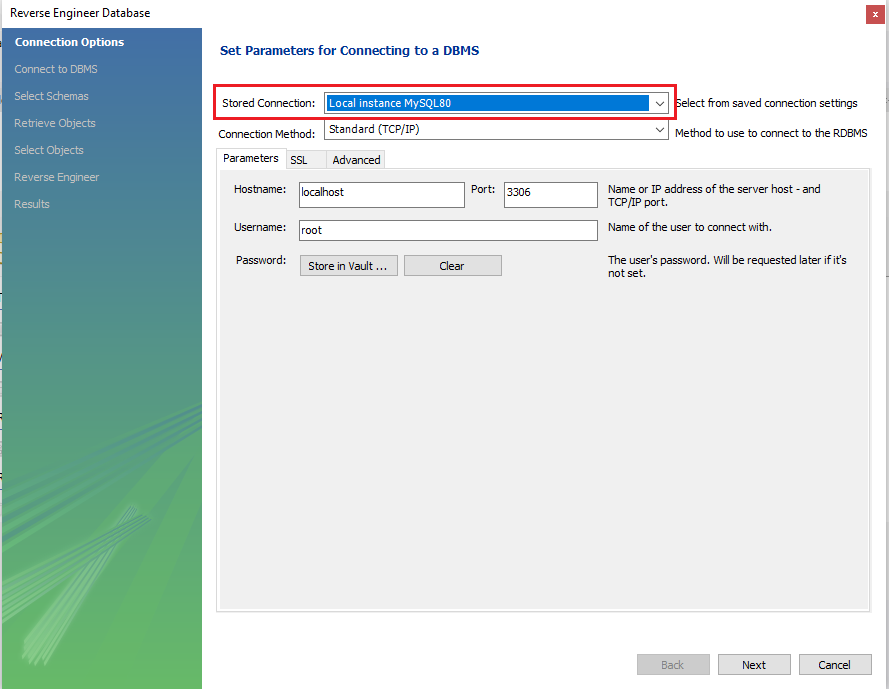 Reverse Engineer Database
x
Connection Options
Connect to DBMS
Select Schemas
Retrieve Objects
Select Objects
Reverse Engineer
Results
Set Parameters for Connecting to a DBMS
Stored Connection: Local instance MySQL80 Select from saved connection settings
Connection Method: Standard (TCP/IP) Method to use to connect to the RDBMS
Parameters SSL Advanced
Hostname: localhost Port: 3306 Name or IP address of the server host - and
TCP/IP port.
Username: root Name of the user to connect with.
Password: Store in Vault ... Clear The user's password. Will be requested later if it's
not set.
Back Next Cancel